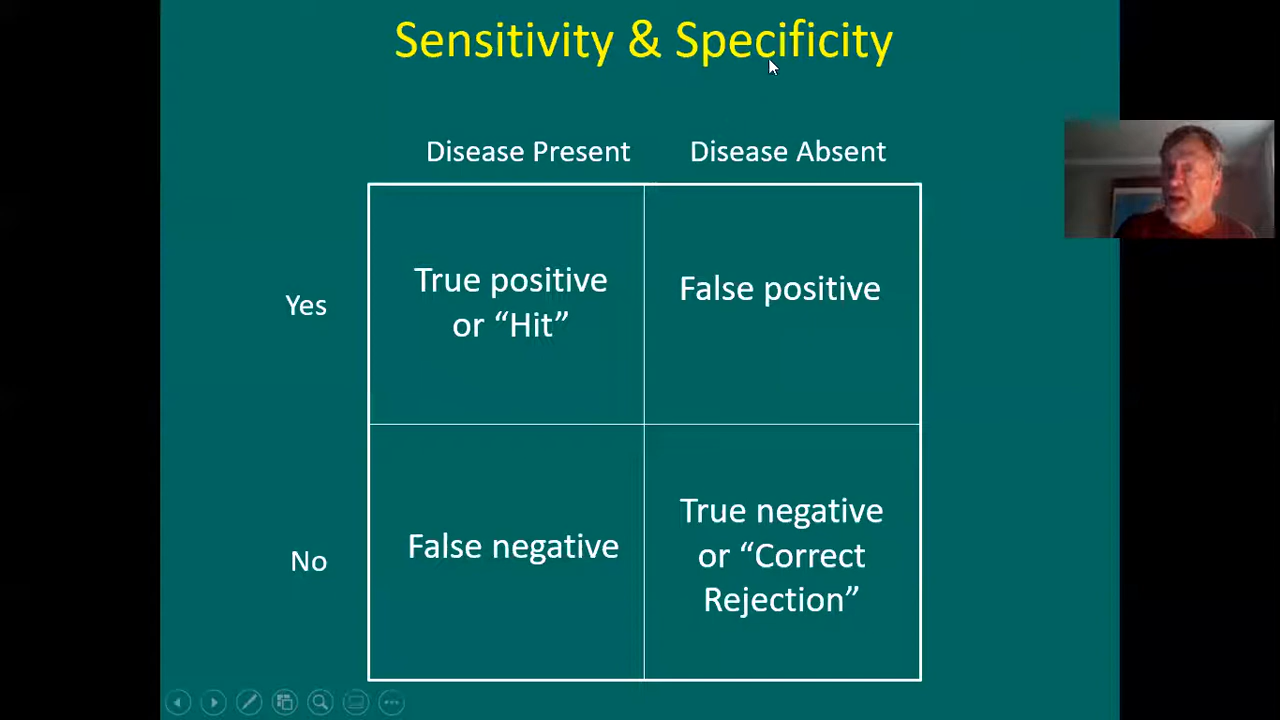 Sensitivity & Specificity
Disease Present
Disease Absent
Yes
True positive
or “Hit”
False positive
No
False negative
True negative
or “Correct
Rejection”